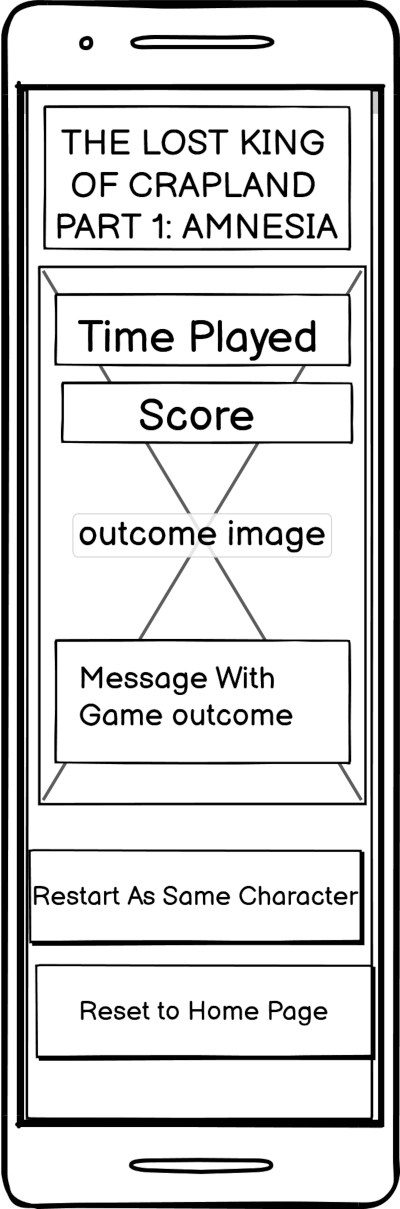 THE LOST KING
OF CRAPLAND
PART 1: AMNESIA
Time Played
Score
outcome image
Message With
Game outcome
Restart As Same Character
Reset to Home Page